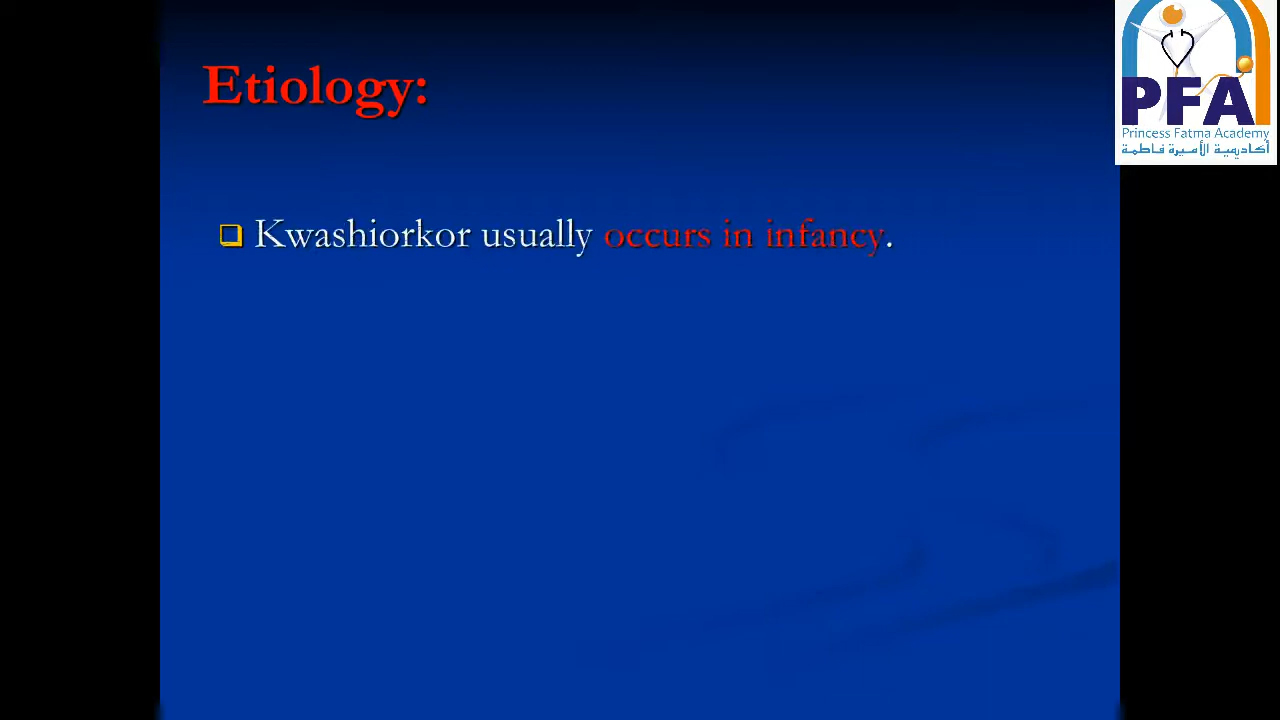 Etiology:
Kwashiorkor usually occurs in infancy.
PFA
Princess Fatma Academy
أكاديمية الأميرة فاطمة